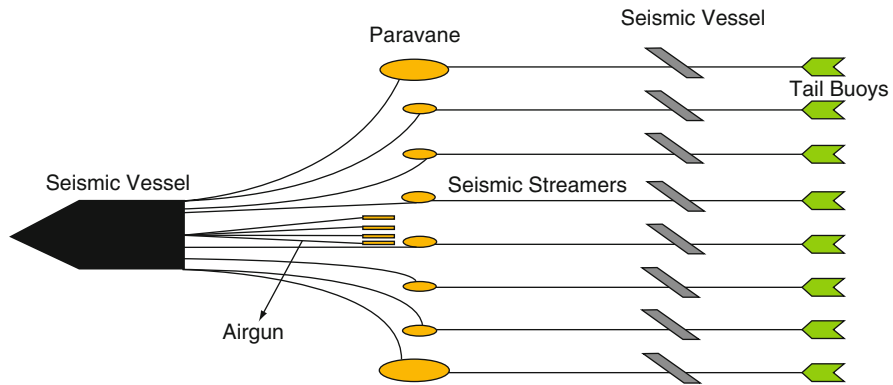 Seismic Vessel
Paravane
Tail Buoys
Seismic Vessel
Seismic Streamers
Airgun